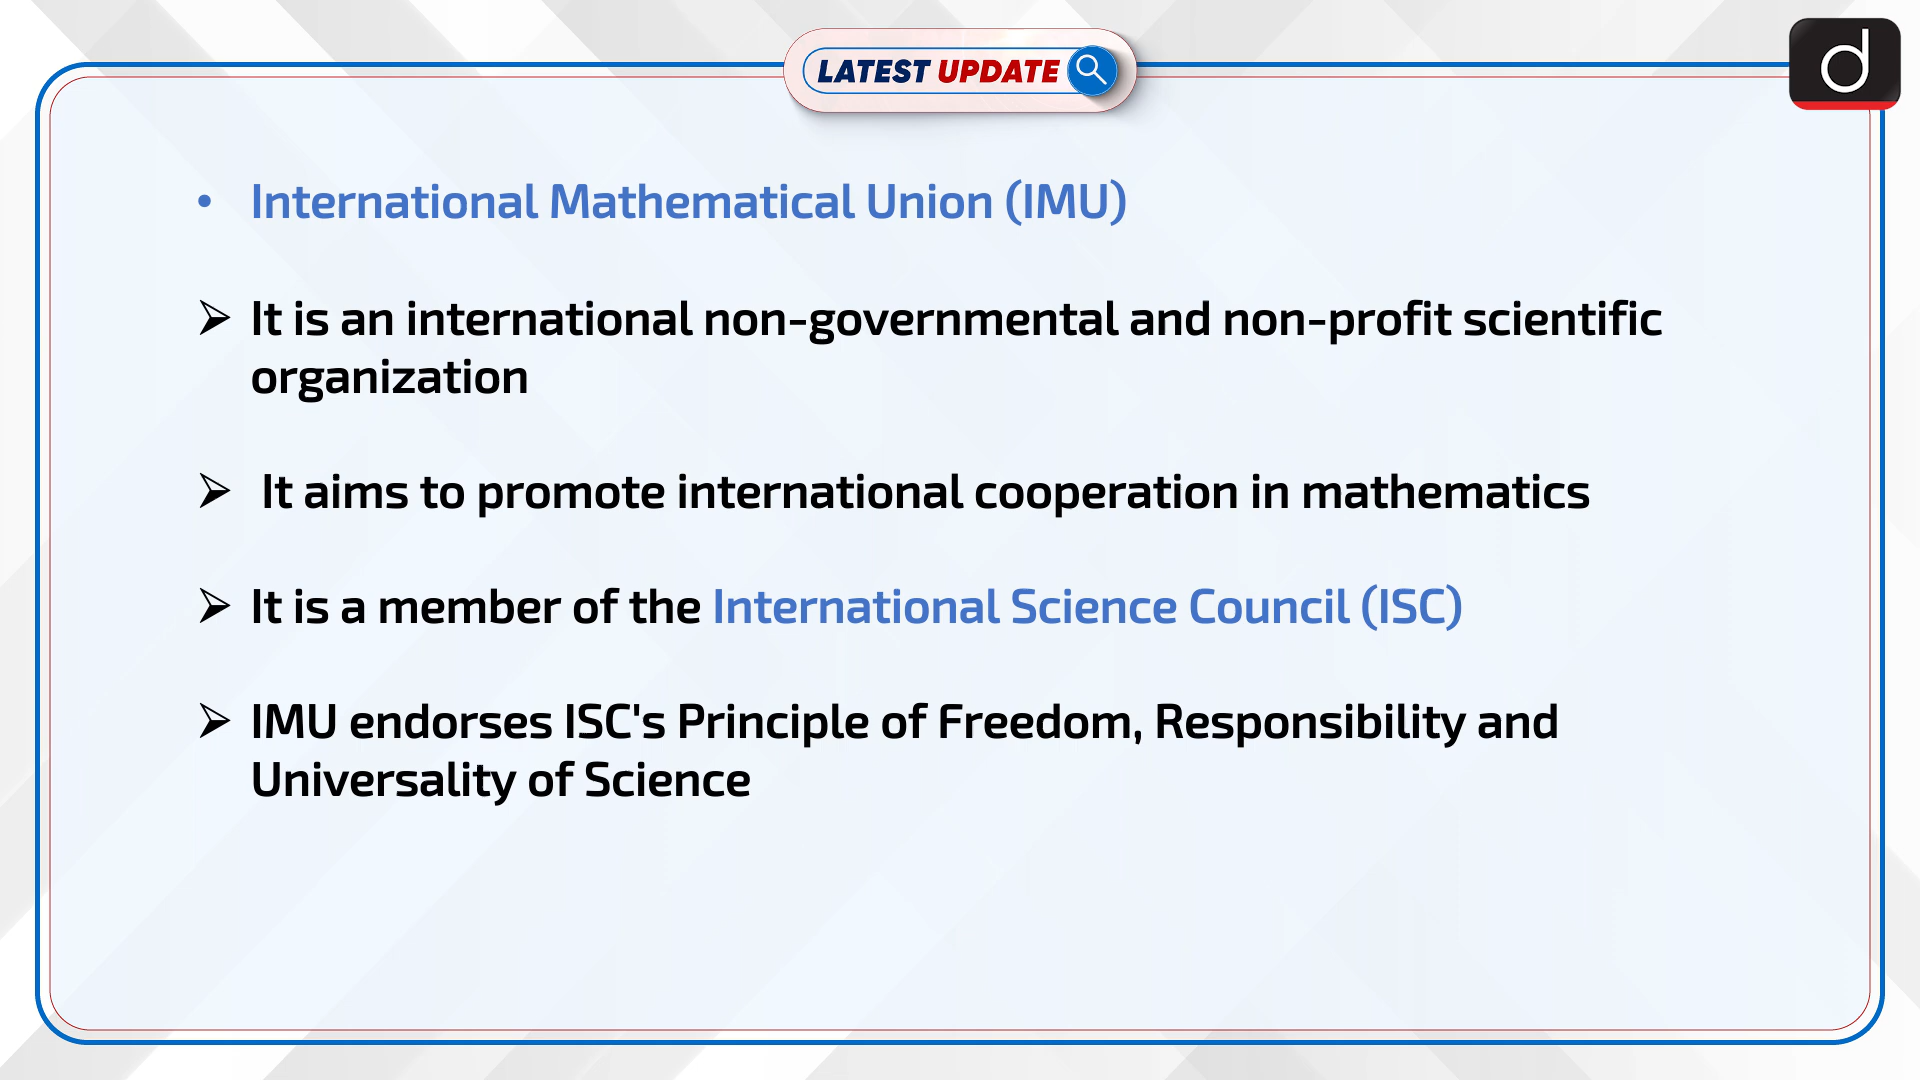 LATEST UPDATE
d
• International Mathematical Union (IMU)
➢ It is an international non-governmental and non-profit scientific
organization
➢ It aims to promote international cooperation in mathematics
➢ It is a member of the International Science Council (ISC)
➢ IMU endorses ISC's Principle of Freedom, Responsibility and
Universality of Science